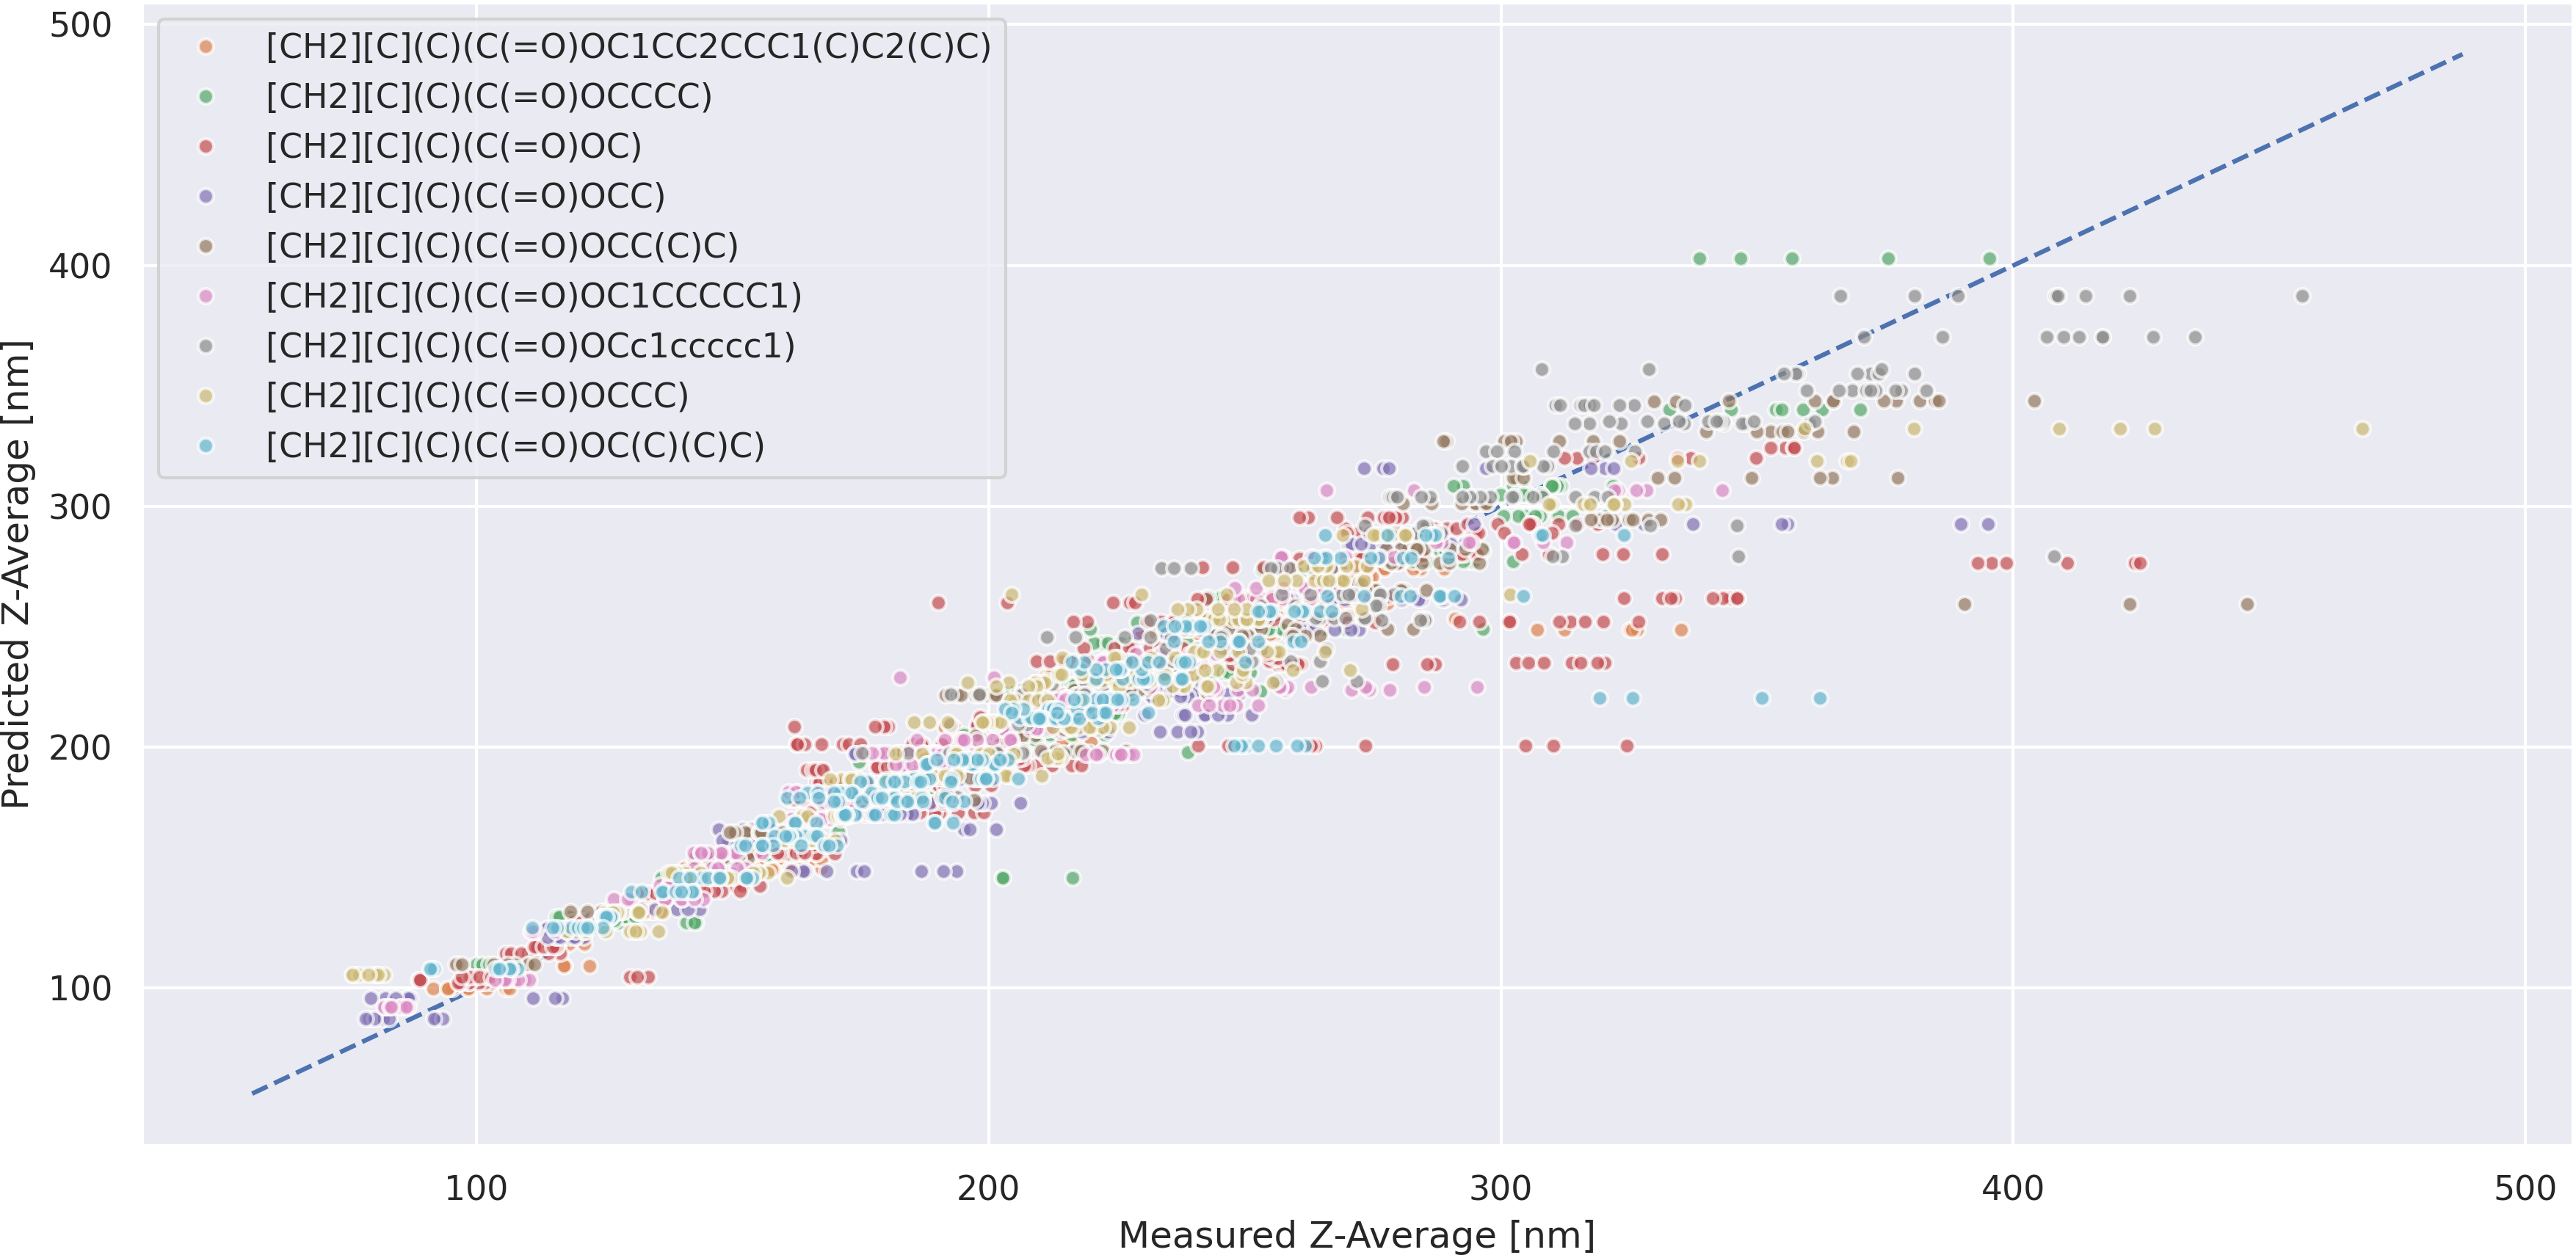 500
400
300
200
100
Predicted Z-Average [nm]
[CH2][C](C)(C(=O)OC1CC2CCC1(C)C2(C)C)
[CH2][C](C)(C(=O)OCCCC)
[CH2][C](C)(C(=O)OC)
[CH2][C](C)(C(=O)OCC)
[CH2][C](C)(C(=O)OCC(C)C)
[CH2][C](C)(C(=O)OC1CCCCC1)
[CH2][C](C)(C(=O)OCc1ccccc1)
[CH2][C](C)(C(=O)OCCC)
[CH2][C](C)(C(=O)OC(C)(C)C)
100 200 300 400 500
Measured Z-Average [nm]